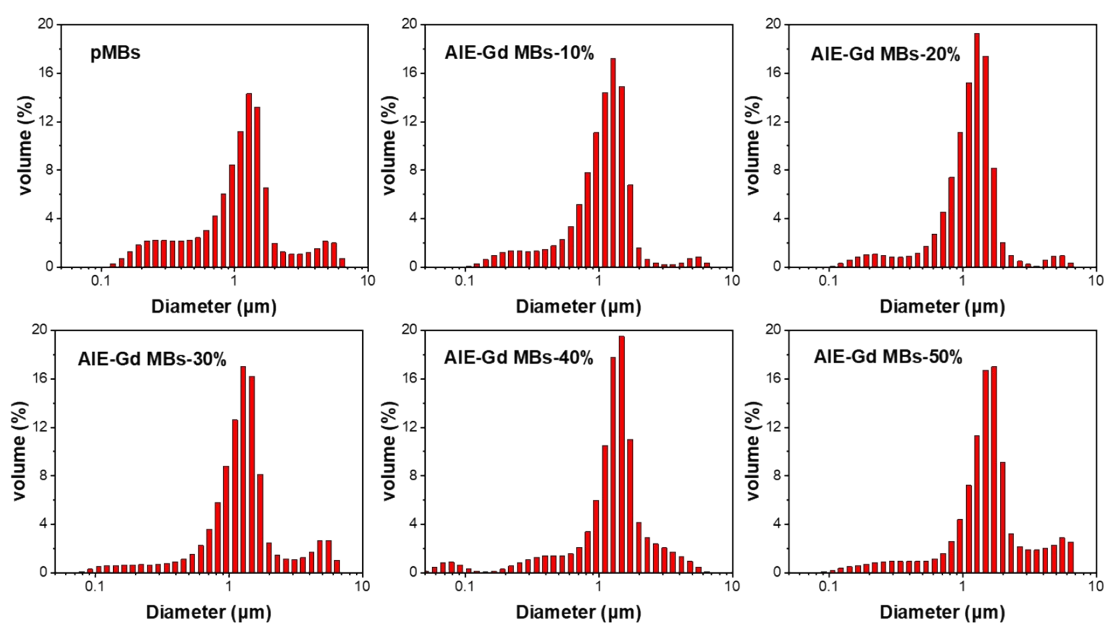 pMBs
20
16
12
8
4
0
volume (%)
0.1 1 10
Diameter (μm)
AIE-Gd MBs-10%
20
16
12
8
4
0
volume (%)
0.1 1 10
Diameter (μm)
AIE-Gd MBs-20%
20
16
12
8
4
0
volume (%)
0.1 1 10
Diameter (μm)
AIE-Gd MBs-30%
20
16
12
8
4
0
volume (%)
0.1 1 10
Diameter (μm)
AIE-Gd MBs-40%
20
16
12
8
4
0
volume (%)
0.1 1 10
Diameter (μm)
AIE-Gd MBs-50%
20
16
12
8
4
0
volume (%)
0.1 1 10
Diameter (μm)